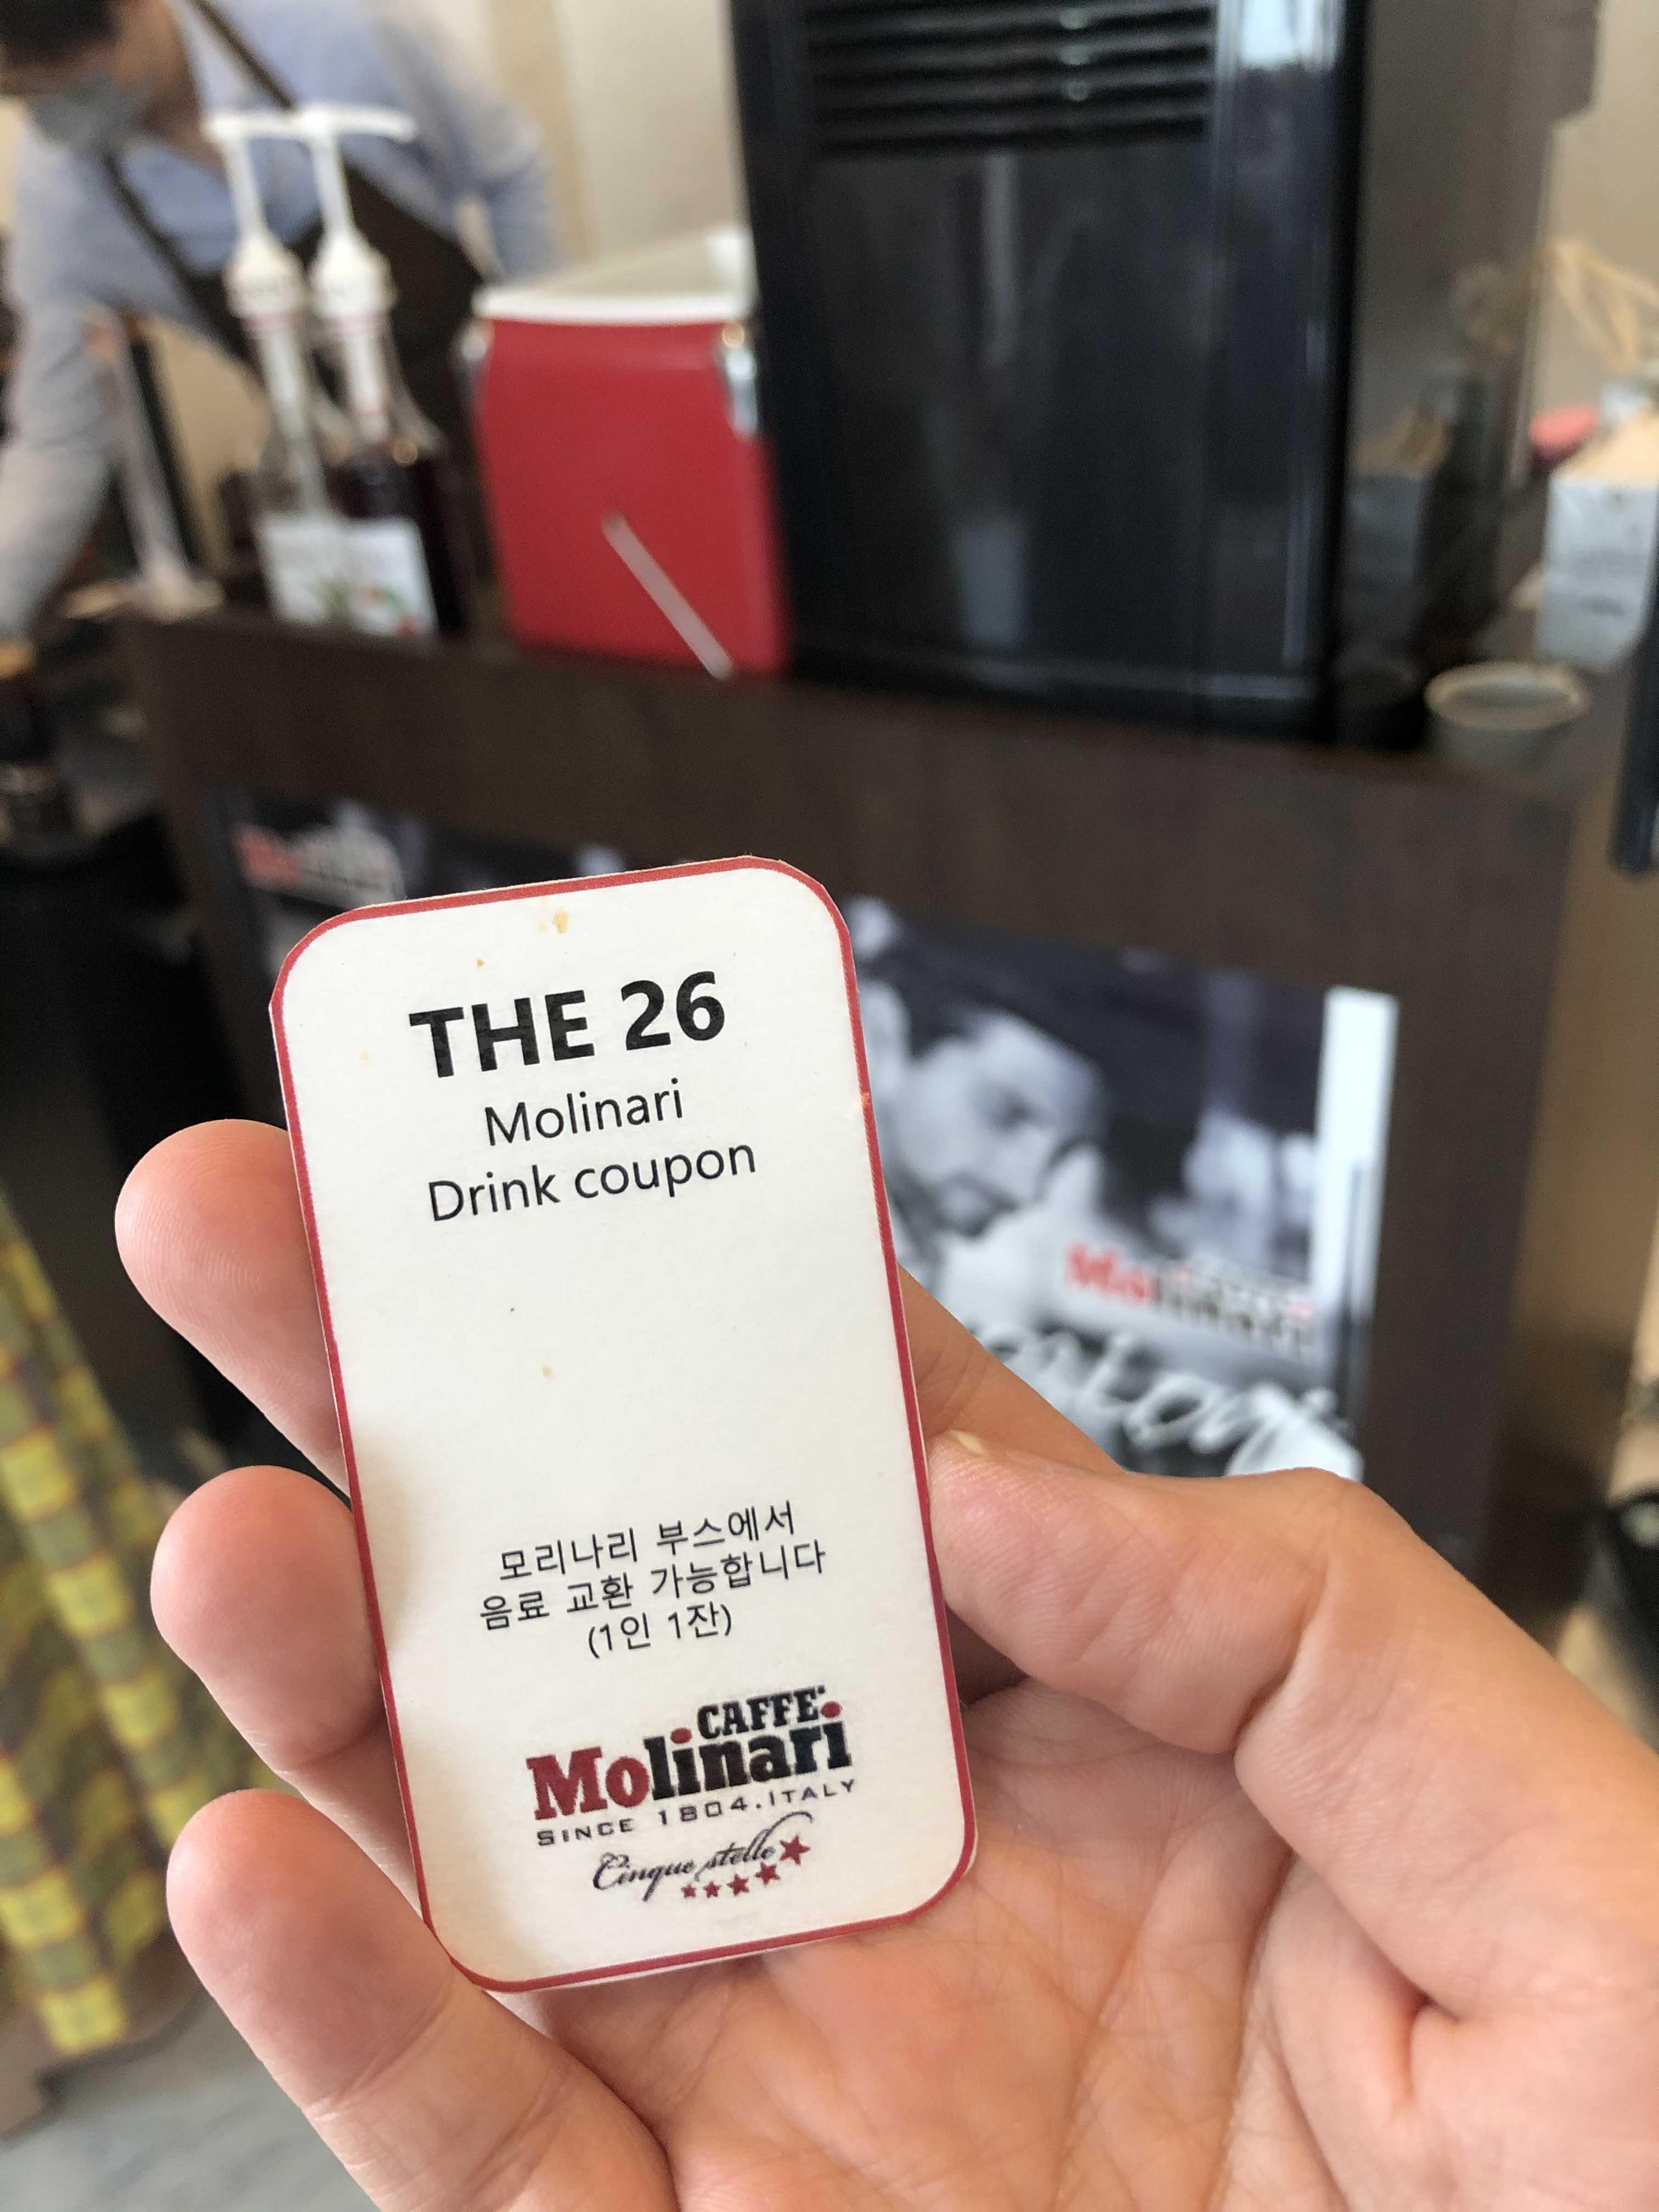 THE 26
Molinari
Drink coupon
모리나리 부스에서
음료 교환 가능합니다
(1인 1잔)
CAFFE
Molinari
SINCE 1804.ITALY
Cinque stelle
Molinari